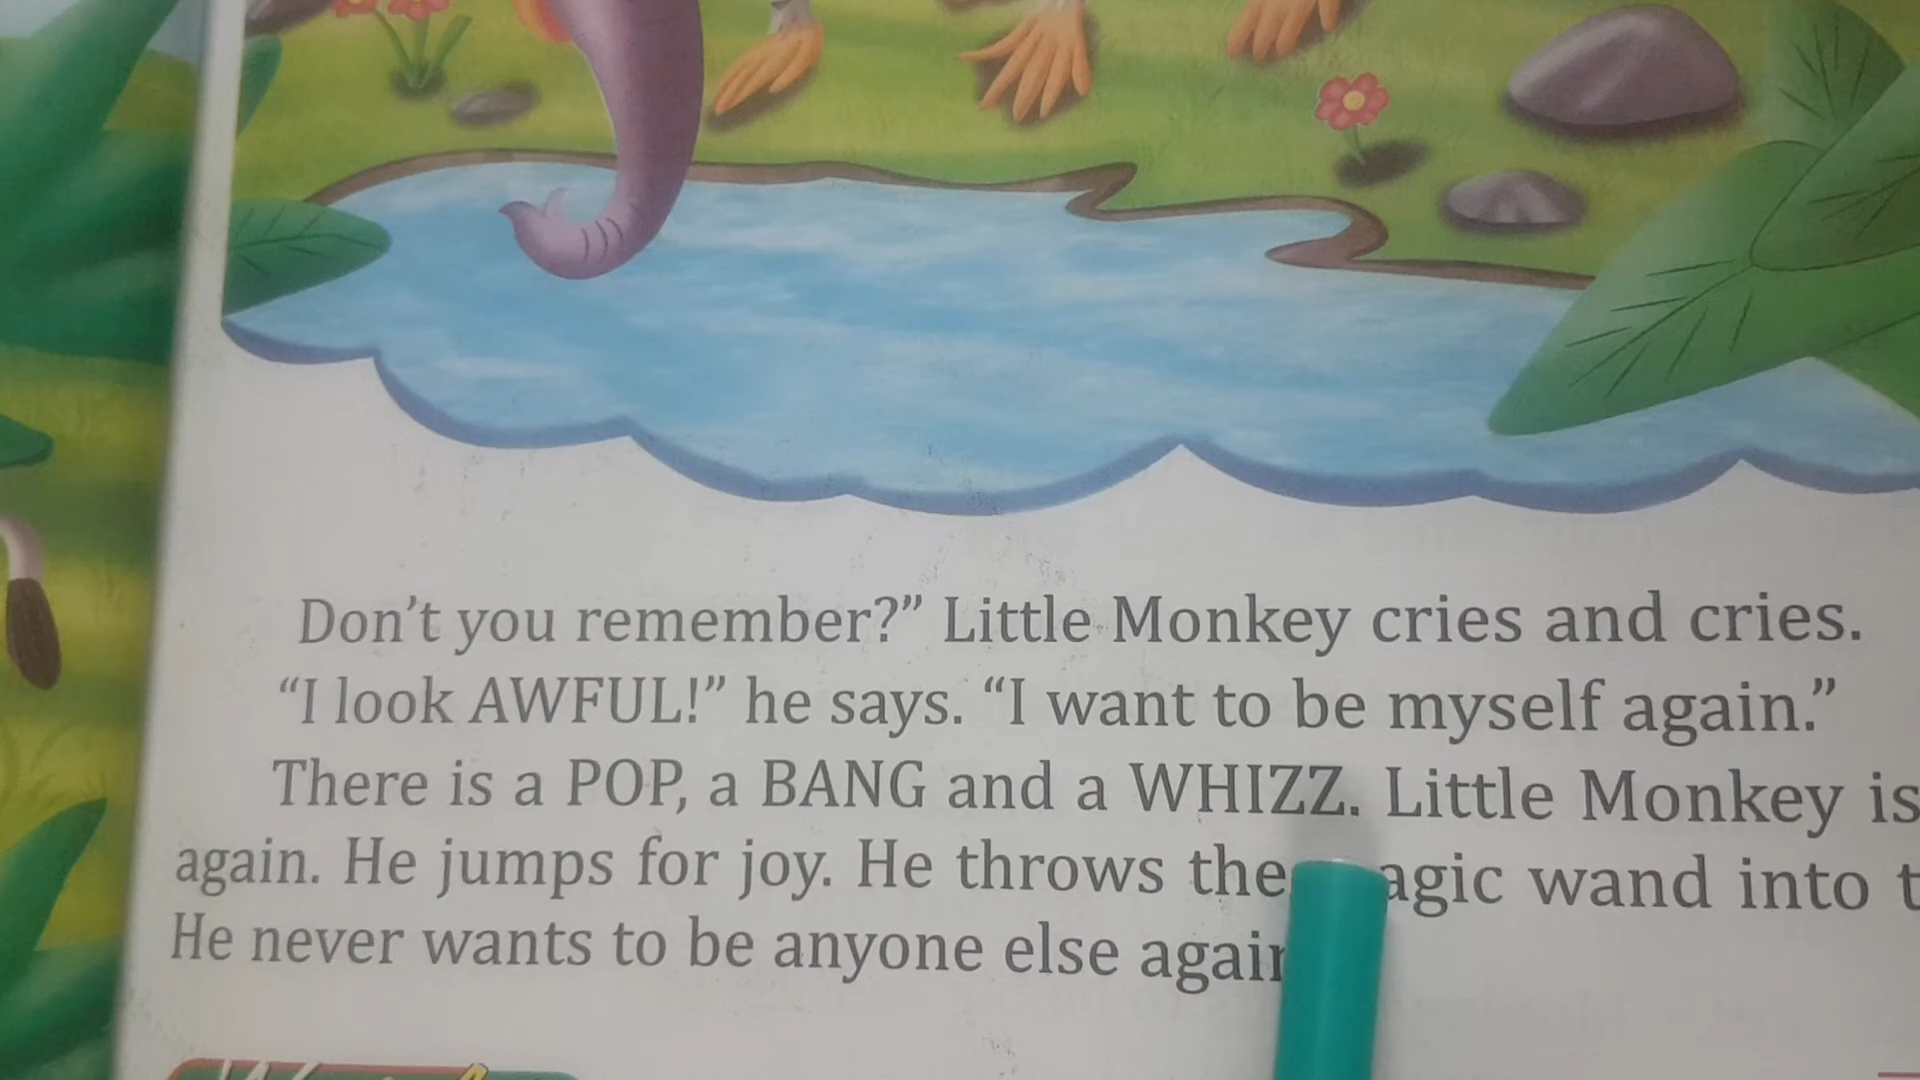 Don't you remember?” Little Monkey cries and cries.
“I look AWFUL!” he says. “I want to be myself again.”
There is a POP, a BANG and a WHIZZ. Little Monkey is
again. He jumps for joy. He throws the agic wand into t
He never wants to be anyone else agai